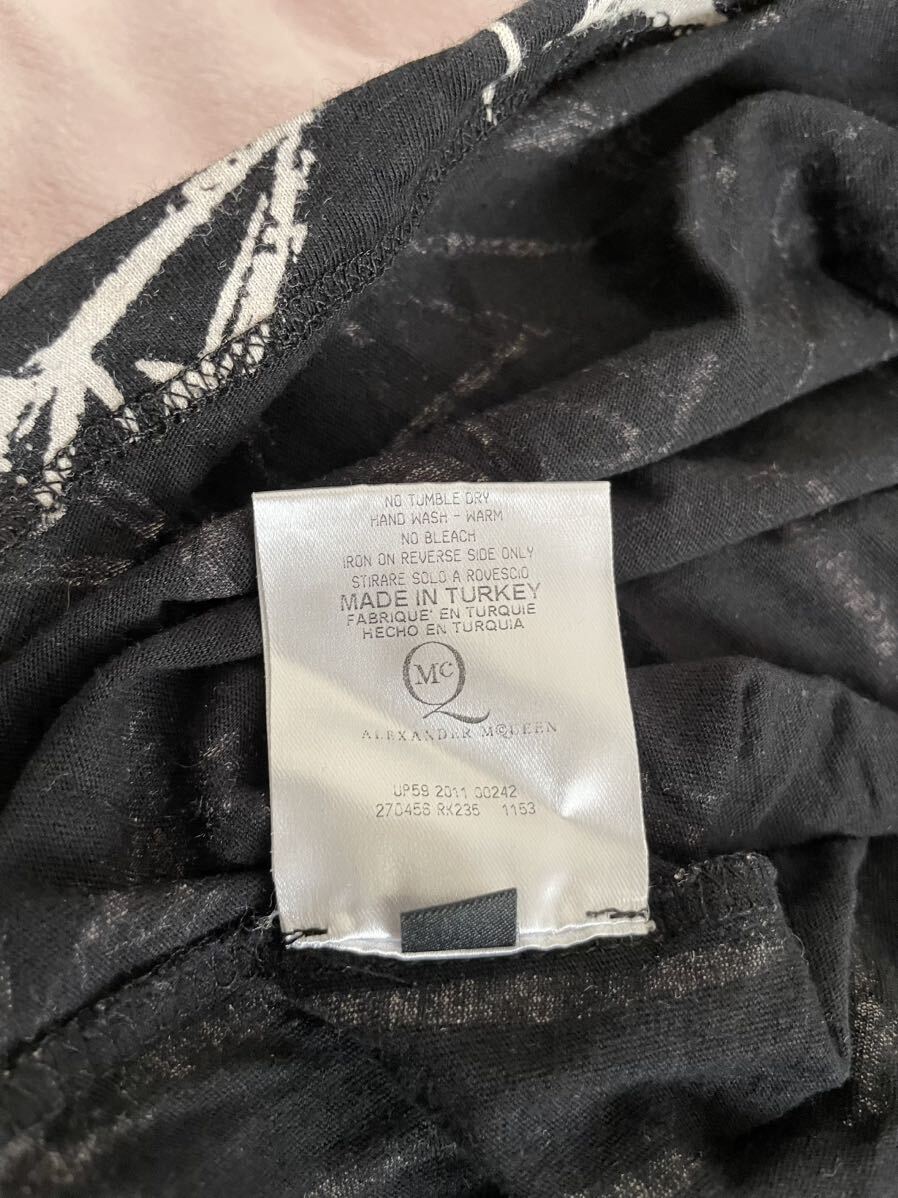 NO TUMBLE DRY
HAND WASH - WARM
NO BLEACH
IRON ON REVERSE SIDE ONLY
STIRARE SOLO A ROVESCIO
MADE IN TURKEY
FABRIQUE' EN TURQUIE
HECHO EN TURQUIA
McQ
ALEXANDER McQUEEN
UP59 2011 00242
270456 RK235 1153